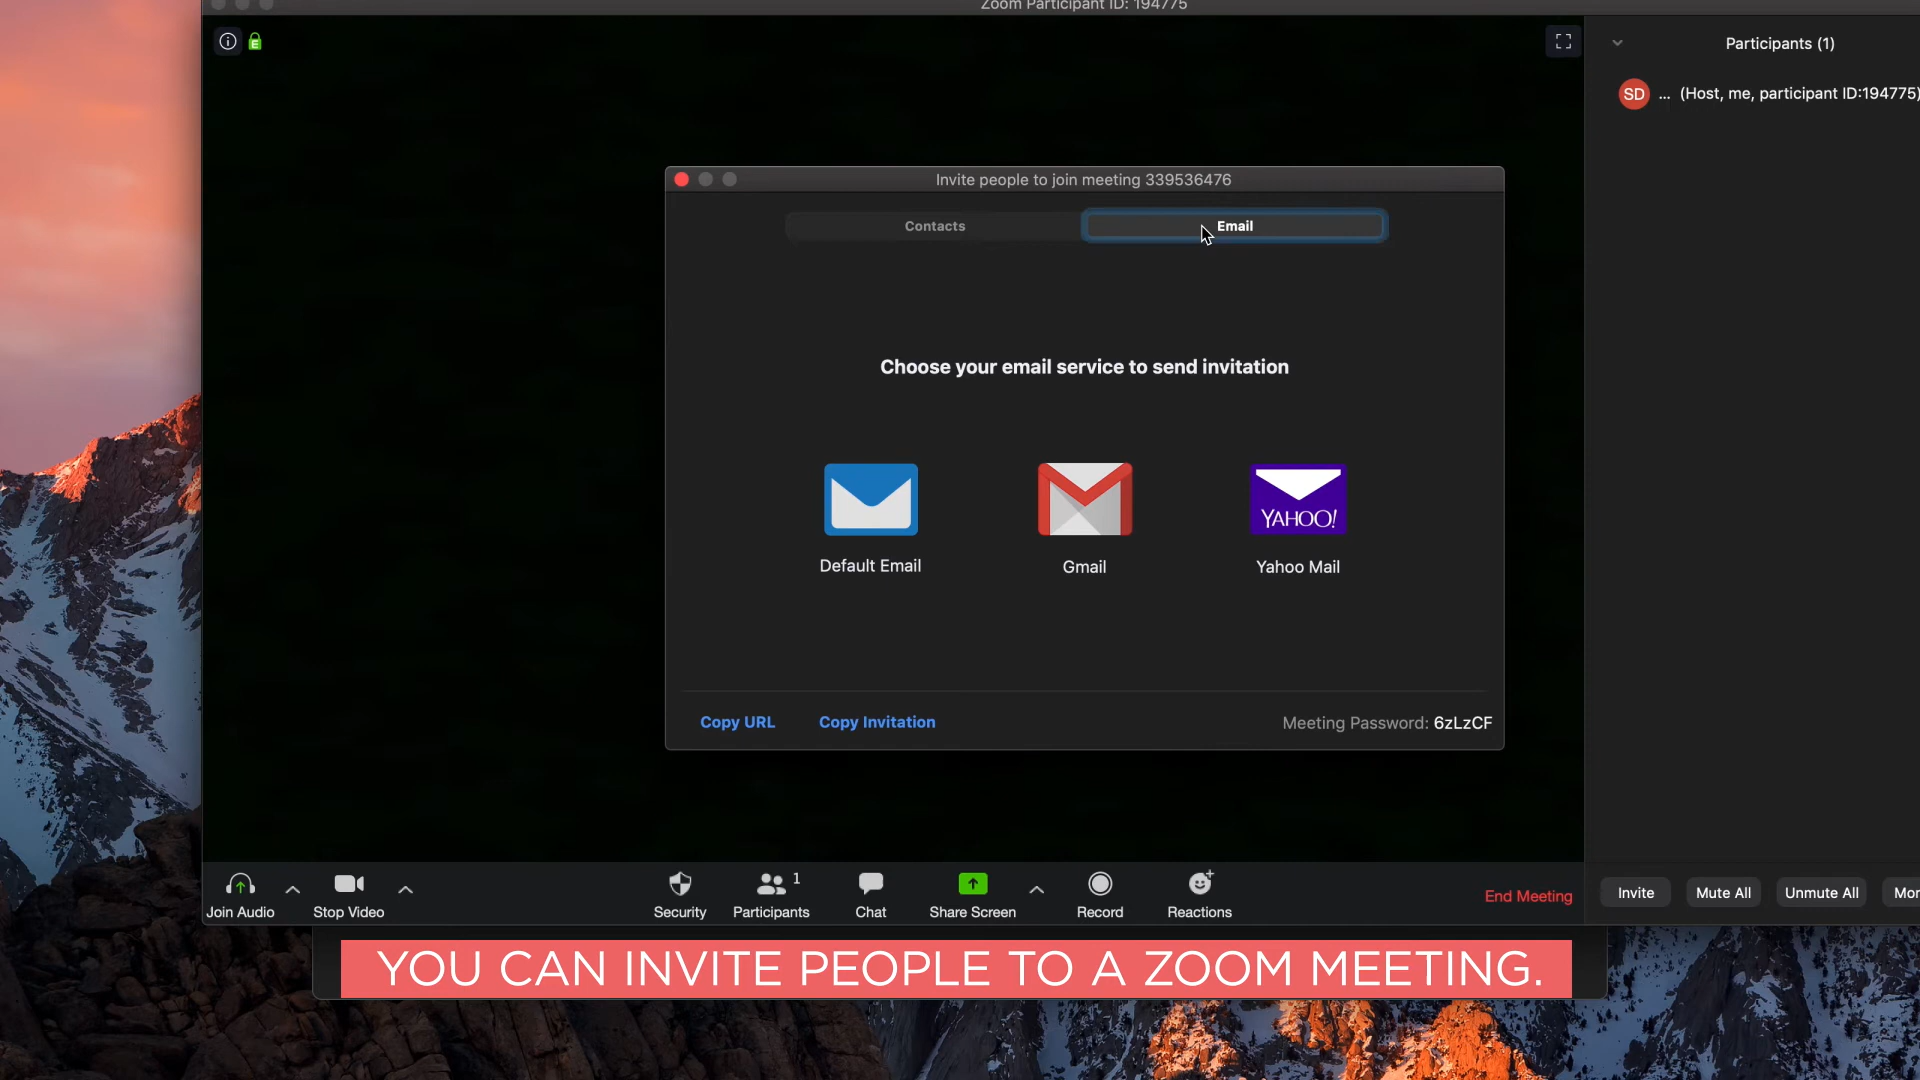 Zoom Participant ID: 194775
Participants (1)
SD ... (Host, me, participant ID:194775)
Invite people to join meeting 339536476
Contacts
Email
Choose your email service to send invitation
YAHOO!
Default Email
Gmail
Yahoo Mail
Copy URL
Copy Invitation
Meeting Password: 6zLzCF
Join Audio
Stop Video
Security
1
Participants
Chat
Share Screen
Record
Reactions
End Meeting
Invite
Mute All
Unmute All
Mor
YOU CAN INVITE PEOPLE TO A ZOOM MEETING.